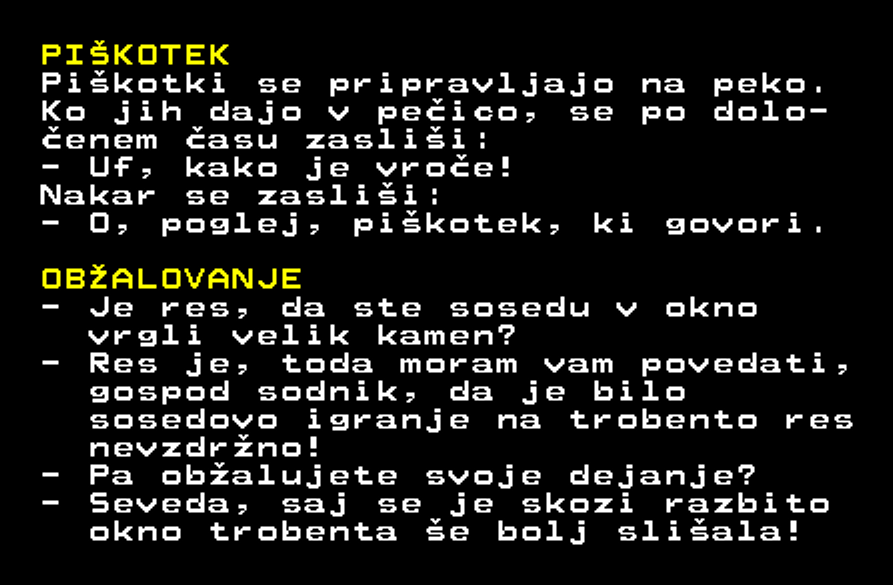 PIŠKOTEK
Piškotki se pripravljajo na peko.
Ko jih dajo v pečico, se po dolo-
čenem času zasliši:
- Uf, kako je vroče!
Nakar se zasliši:
- O, poglej, piškotek, ki govori.
OBŽALOVANJE
- Je res, da ste sosedu v okno
vrgli velik kamen?
- Res je, toda moram vam povedati,
gospod sodnik, da je bilo
sosedovo igranje na trobento res
nevzdržno!
- Pa obžalujete svoje dejanje?
- Seveda, saj se je skozi razbito
okno trobenta še bolj slišala!